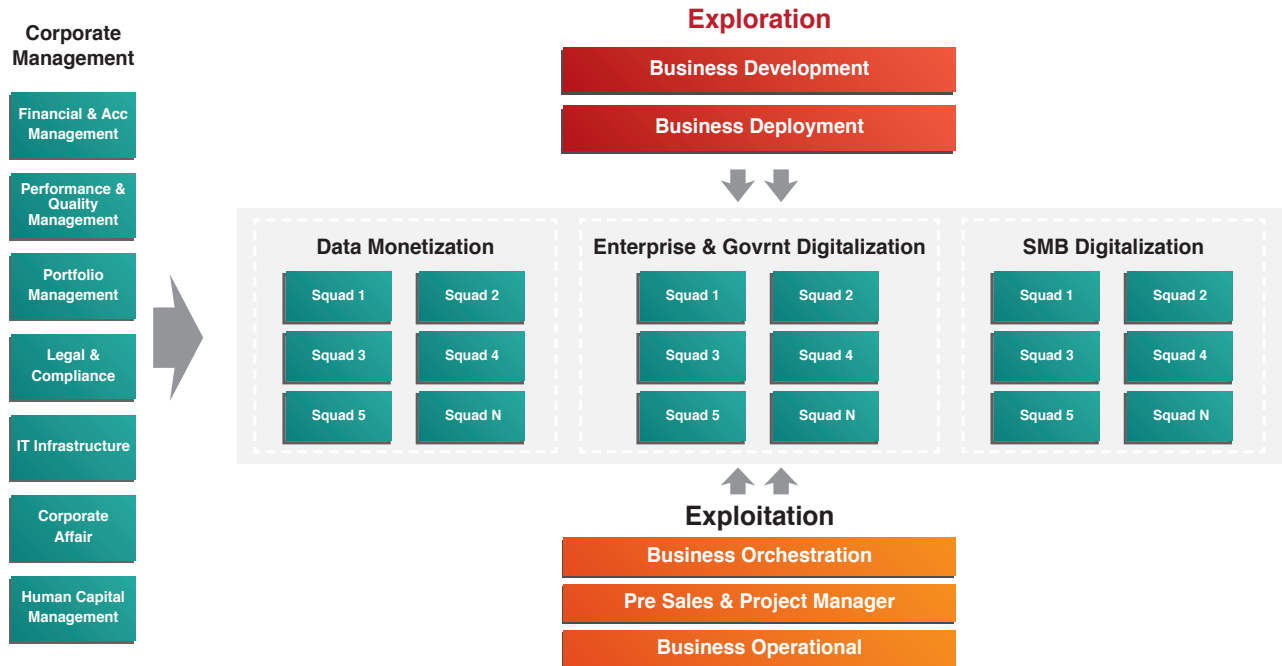 Corporate
Management
Financial & Acc
Management
Performance &
Quality
Management
Portfolio
Management
Legal &
Compliance
IT Infrastructure
Corporate
Affair
Human Capital
Management
Exploration
Business Development
Business Deployment
Data Monetization
Squad 1
Squad 2
Squad 3
Squad 4
Squad 5
Squad N
Enterprise & Govrnt Digitalization
Squad 1
Squad 2
Squad 3
Squad 4
Squad 5
Squad N
SMB Digitalization
Squad 1
Squad 2
Squad 3
Squad 4
Squad 5
Squad N
Exploitation
Business Orchestration
Pre Sales & Project Manager
Business Operational